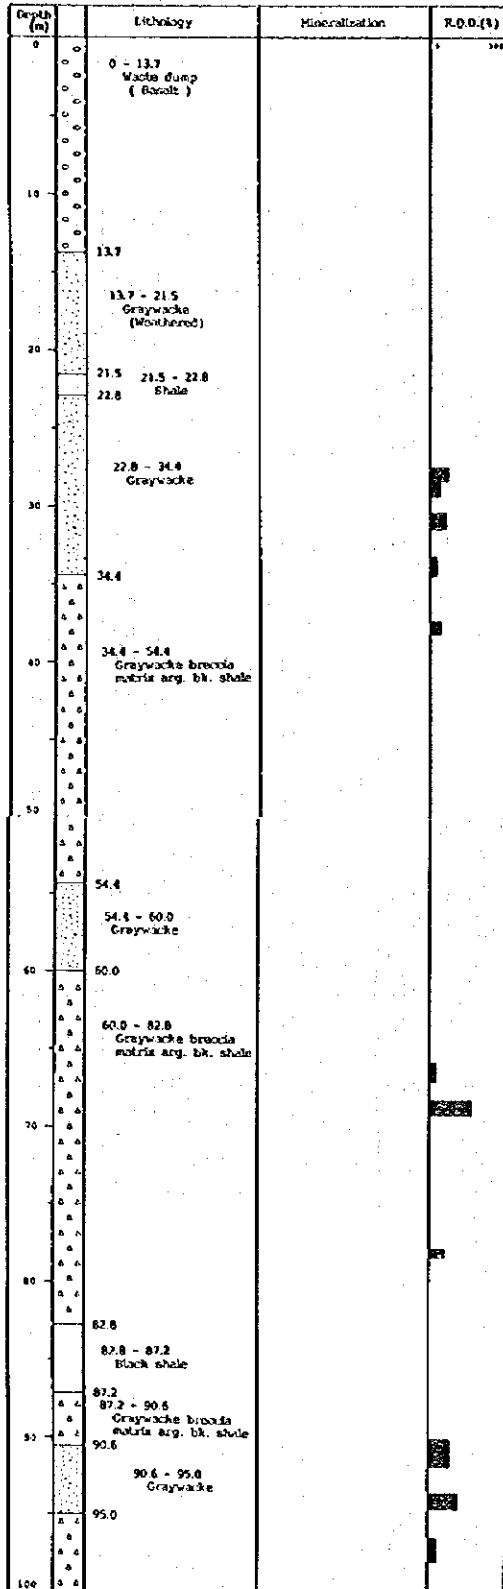 Depth (m) Lithology Mineralization R.Q.D.(%)
0
0 - 13.7
Waste dump
( Basalt )
10
13.7
13.7 - 21.5
Graywacke
(Weathered)
20
21.5
21.5 - 22.8
Shale
22.8
22.8 - 34.4
Graywacke
30
34.4
34.4 - 54.4
Graywacke breccia
matrix arg. bk. shale
40
50
54.4
54.4 - 60.0
Graywacke
60
60.0
60.0 - 82.8
Graywacke breccia
matrix arg. bk. shale
70
80
82.8
82.8 - 87.2
Black shale
87.2
87.2 - 90.6
Graywacke breccia
matrix arg. bk. shale
90
90.6
90.6 - 95.0
Graywacke
95.0
100